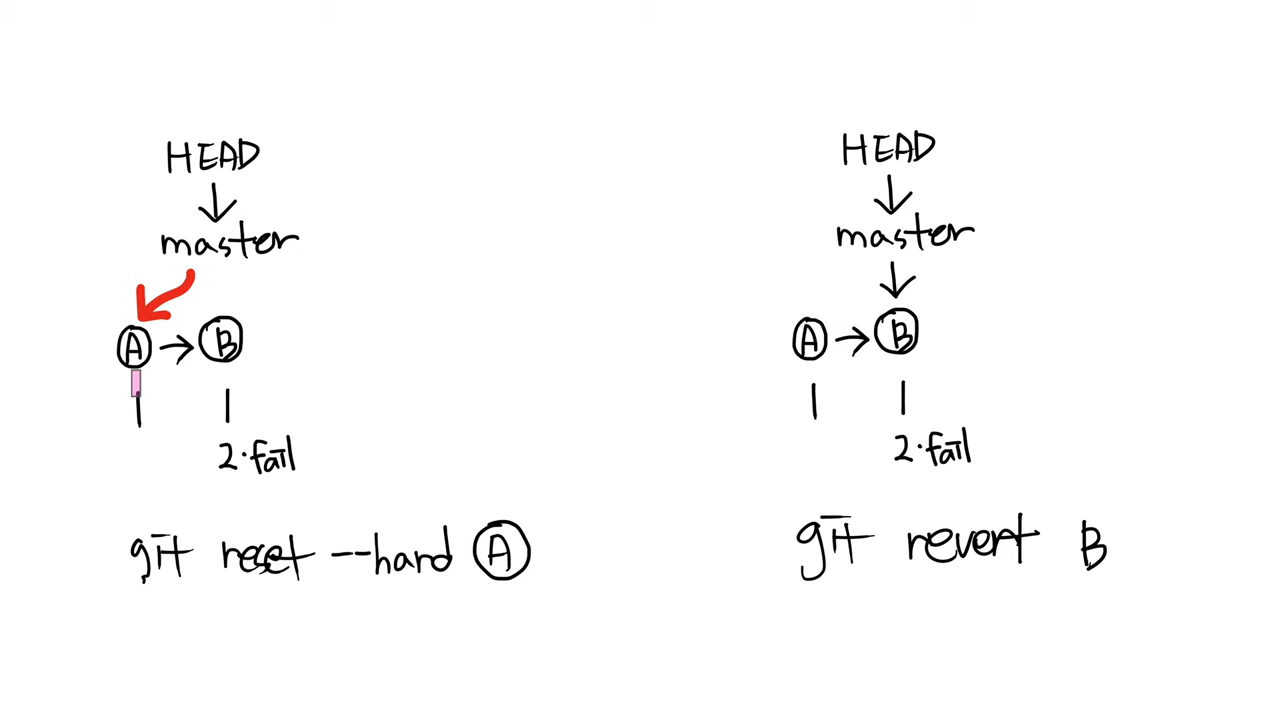 HEAD
master
A → B
1
2.fail
git reset --hard A
HEAD
master
A → B
1
2.fail
git revert B